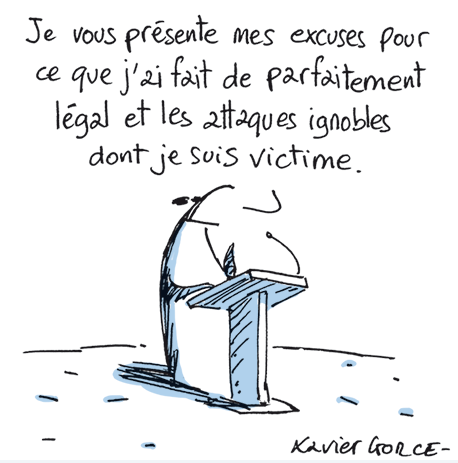 Je vous présente mes excuses pour
ce que j'ai fait de parfaitement
légal et les attaques ignobles
dont je suis victime.
Xavier GORCE-